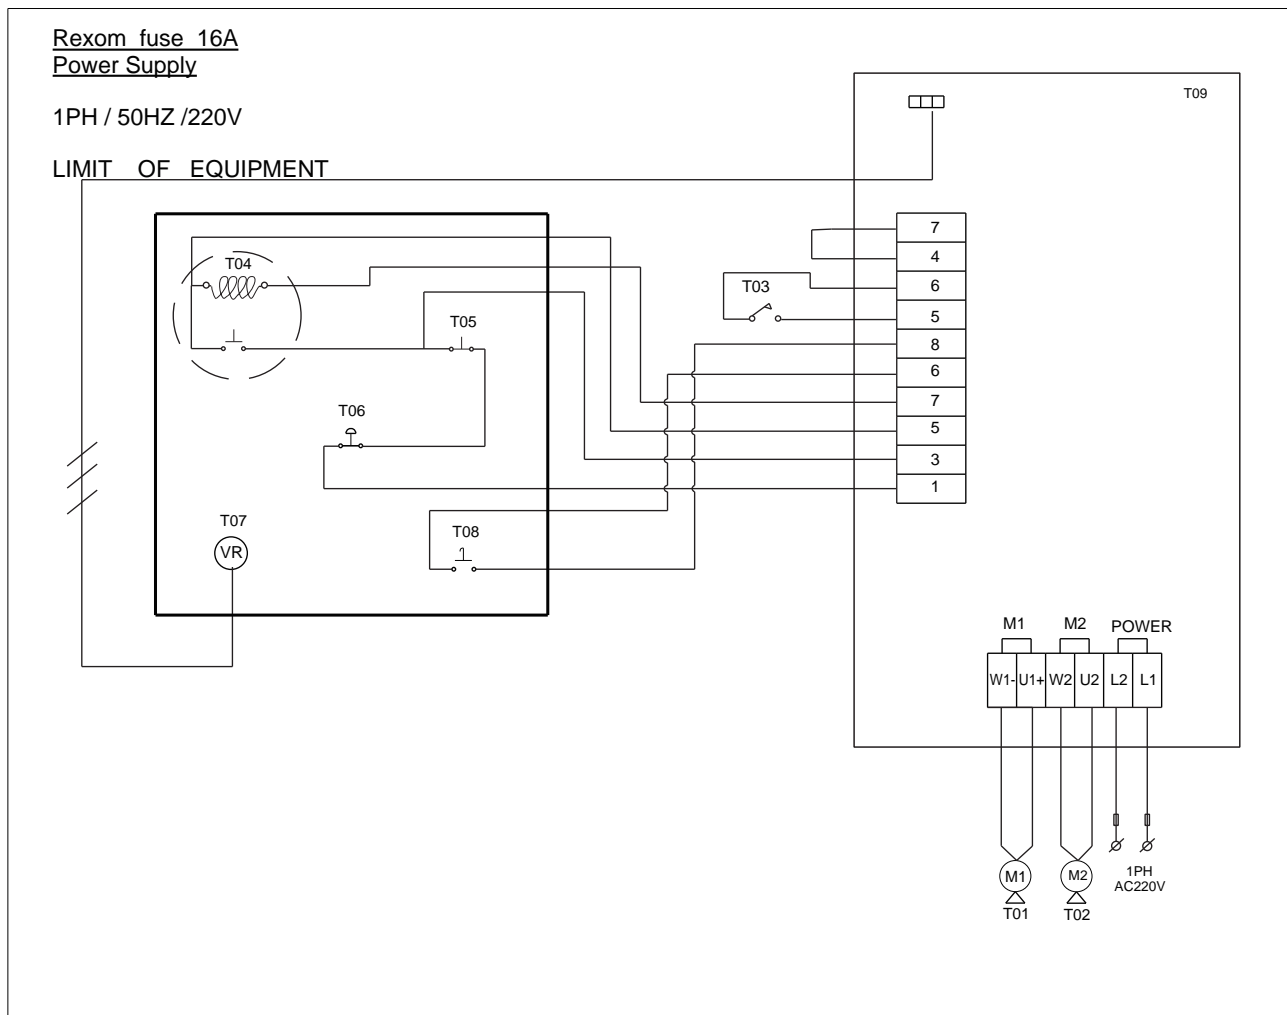 Rexom fuse 16A
Power Supply
1PH / 50HZ /220V
LIMIT OF EQUIPMENT
T09
7
4
6
5
8
6
7
5
3
1
T03
T04
T05
T06
T07
VR
T08
M1 M2 POWER
W1- U1+ W2 U2 L2 L1
M1 M2
T01 T02
1PH
AC220V